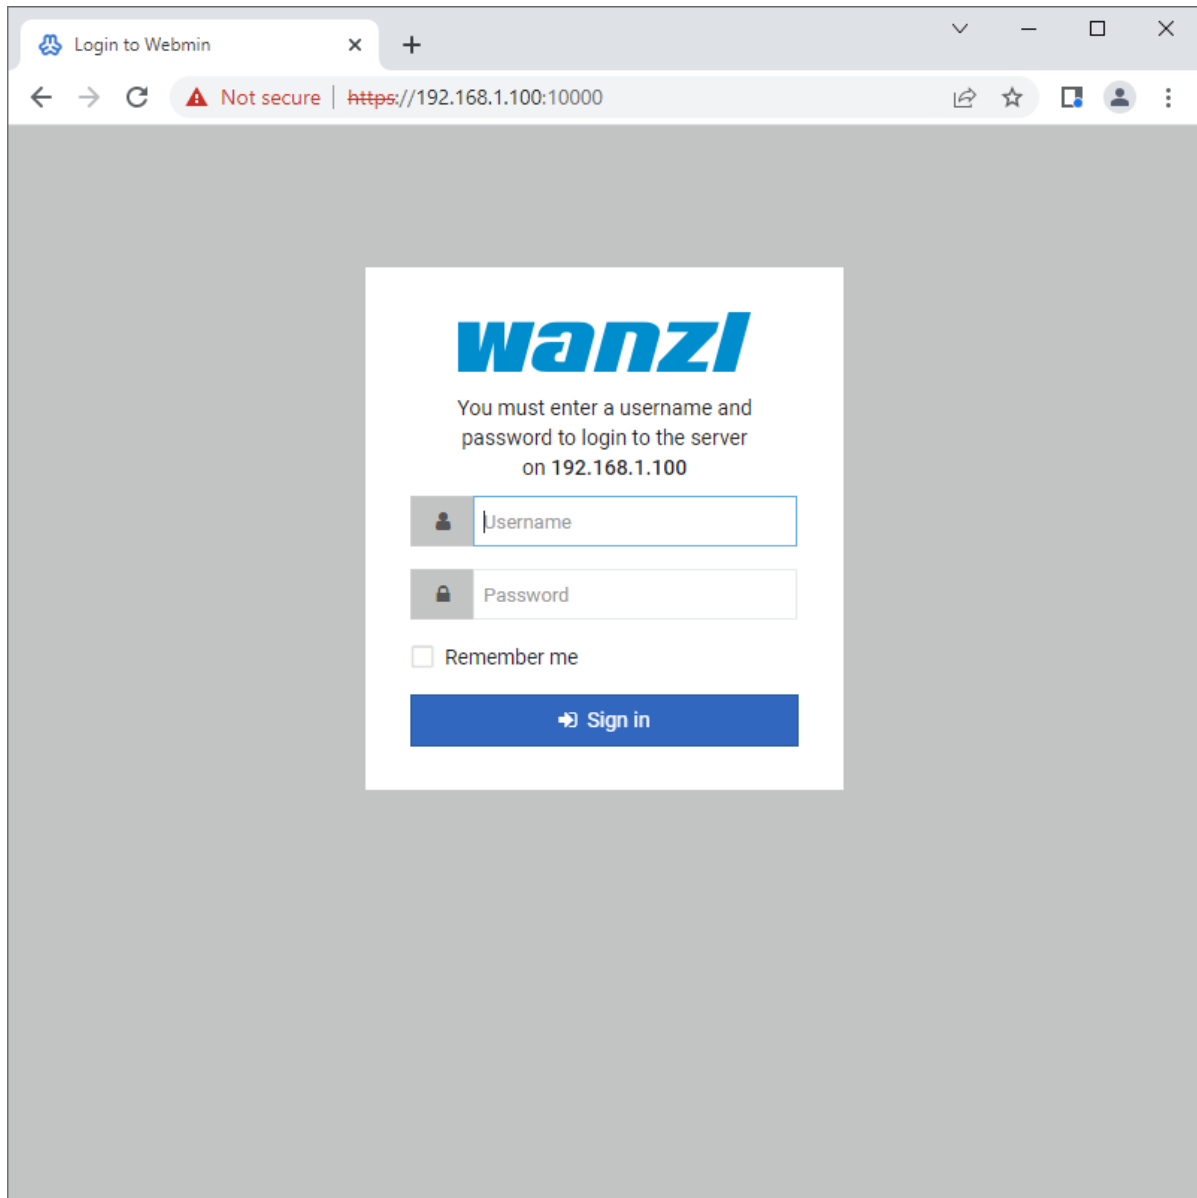 Login to Webmin
Not secure | https://192.168.1.100:10000
wanzl
You must enter a username and
password to login to the server
on 192.168.1.100
Username
Password
Remember me
Sign in